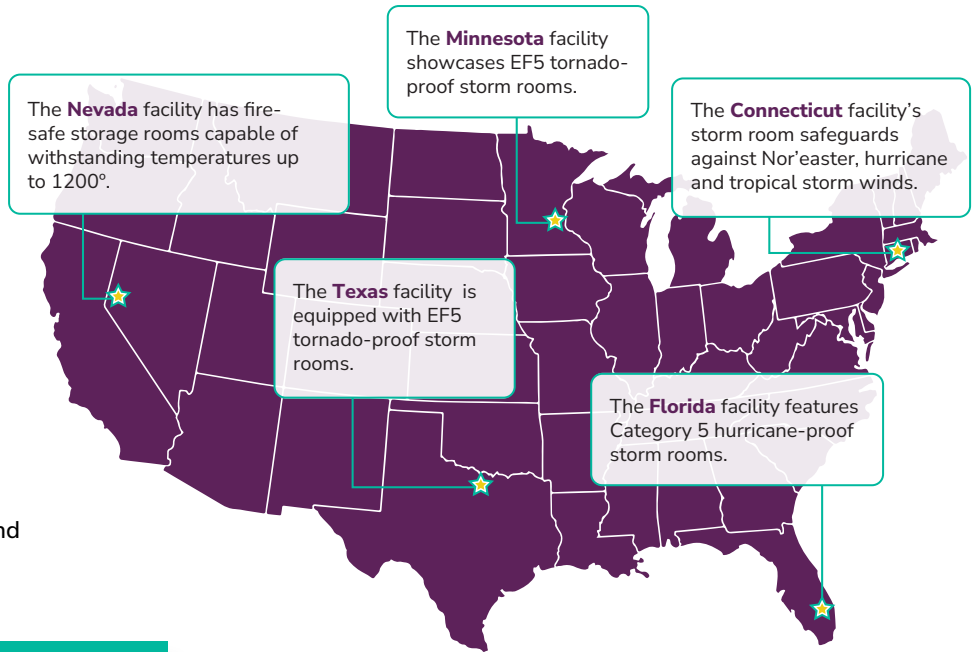 The Minnesota facility
showcases EF5 tornado-
proof storm rooms.
The Nevada facility has fire-
safe storage rooms capable of
withstanding temperatures up
to 1200°.
The Connecticut facility's
storm room safeguards
against Nor'easter, hurricane
and tropical storm winds.
The Texas facility is
equipped with EF5
tornado-proof storm
rooms.
The Florida facility features
Category 5 hurricane-proof
storm rooms.